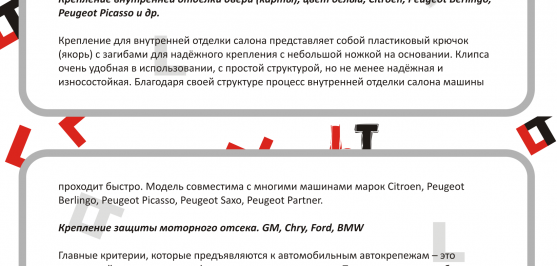 Крепление внутренней отделки двери (карты), цвет белый, Citroen, Peugeot Berlingo,
Peugeot Picasso и др.
Крепление для внутренней отделки салона представляет собой пластиковый крючок
(якорь) с загибами для надёжного крепления с небольшой ножкой на основании. Клипса
очень удобная в использовании, с простой структурой, но не менее надёжная и
износостойкая. Благодаря своей структуре процесс внутренней отделки салона машины
LT
проходит быстро. Модель совместима с многими машинами марок Citroen, Peugeot
Berlingo, Peugeot Picasso, Peugeot Saxo, Peugeot Partner.
Крепление защиты моторного отсека. GM, Chry, Ford, BMW
Главные критерии, которые предъявляются к автомобильным автокрепежам – это